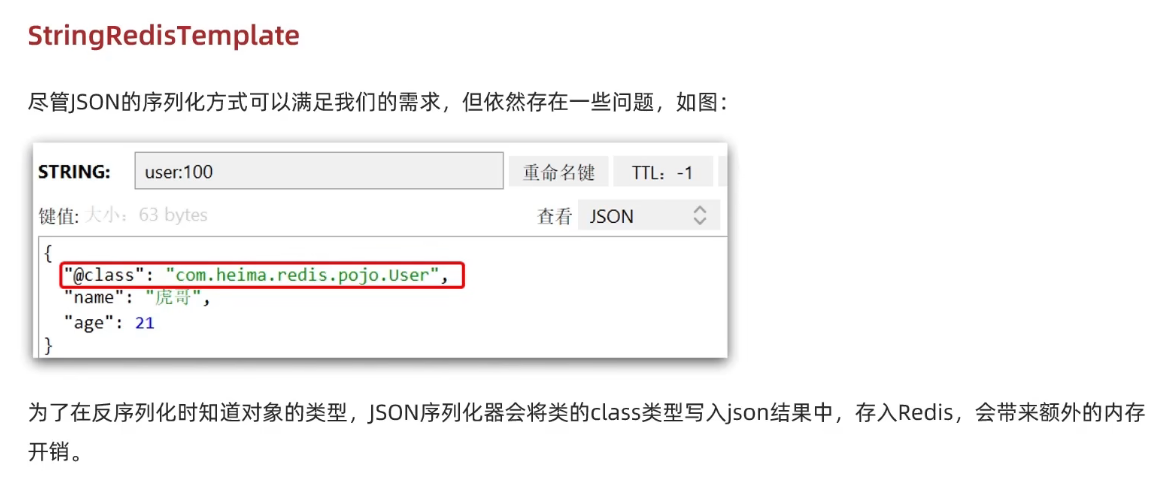 StringRedisTemplate
尽管JSON的序列化方式可以满足我们的需求，但依然存在一些问题，如图：
STRING: user:100 重命名键 TTL：-1
键值: 大小：63 bytes 查看 JSON
{
"@class": "com.heima.redis.pojo.User",
"name": "虎哥",
"age": 21
}
为了在反序列化时知道对象的类型，JSON序列化器会将类的class类型写入json结果中，存入Redis，会带来额外的内存
开销。